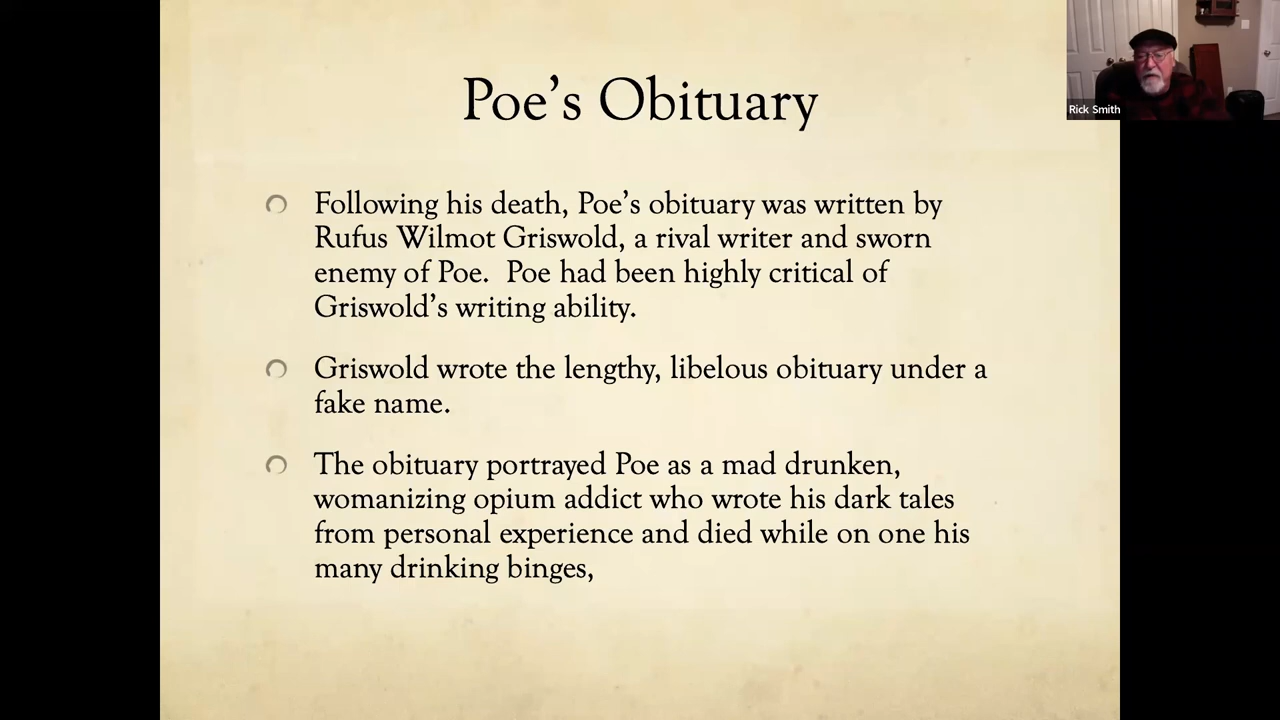 Poe’s Obituary
Rick Smith
Following his death, Poe’s obituary was written by
Rufus Wilmot Griswold, a rival writer and sworn
enemy of Poe.  Poe had been highly critical of
Griswold’s writing ability.
Griswold wrote the lengthy, libelous obituary under a
fake name.
The obituary portrayed Poe as a mad drunken,
womanizing opium addict who wrote his dark tales
from personal experience and died while on one his
many drinking binges,